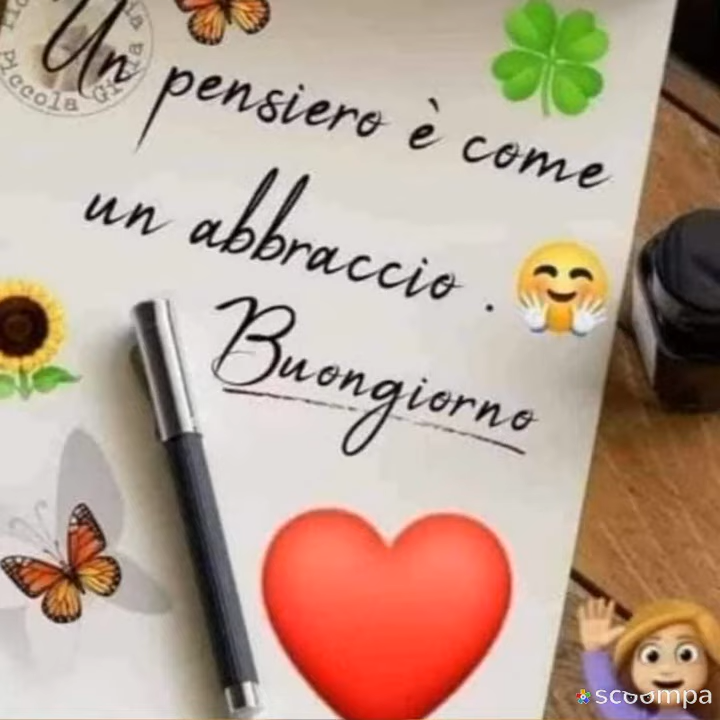 Un pensiero è come
un abbraccio.
Buongiorno
Piccola
scoompa